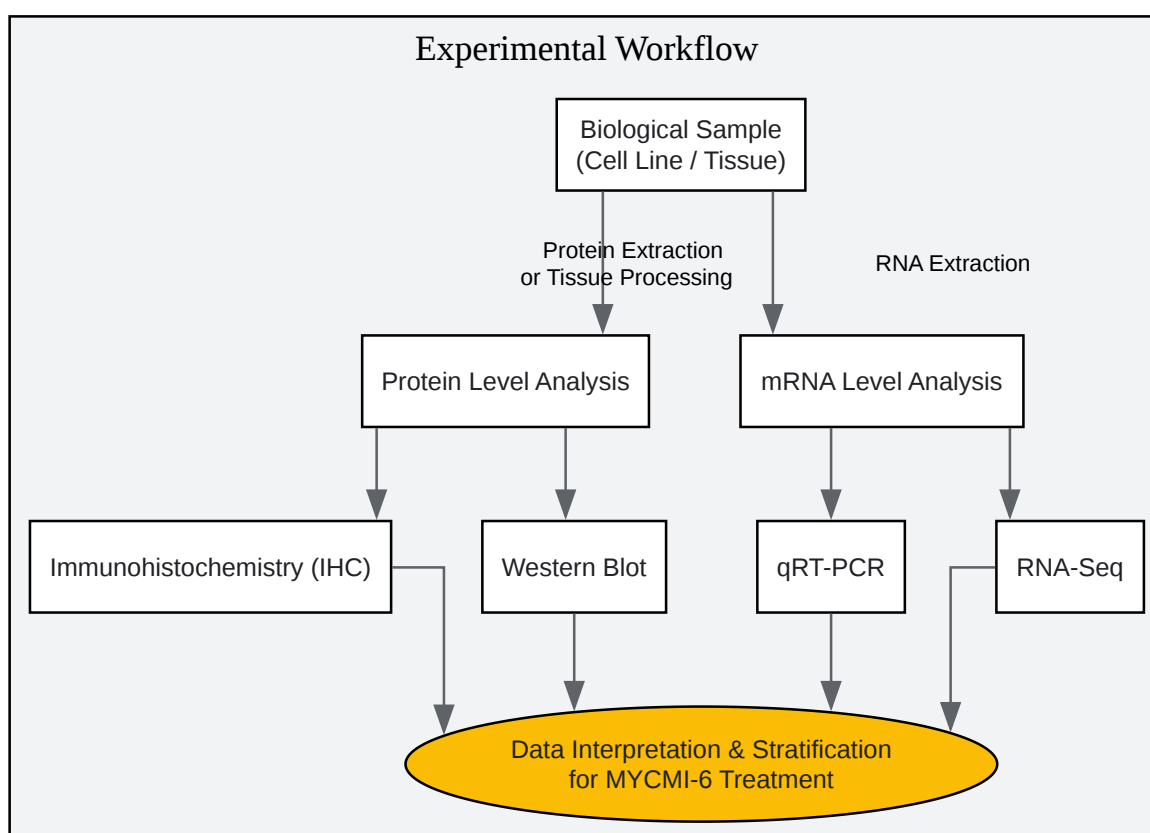 Experimental Workflow
Biological Sample
(Cell Line / Tissue)
Protein Extraction
or Tissue Processing
RNA Extraction
Protein Level Analysis
mRNA Level Analysis
Immunohistochemistry (IHC)
Western Blot
qRT-PCR
RNA-Seq
Data Interpretation & Stratification
for MYCMI-6 Treatment